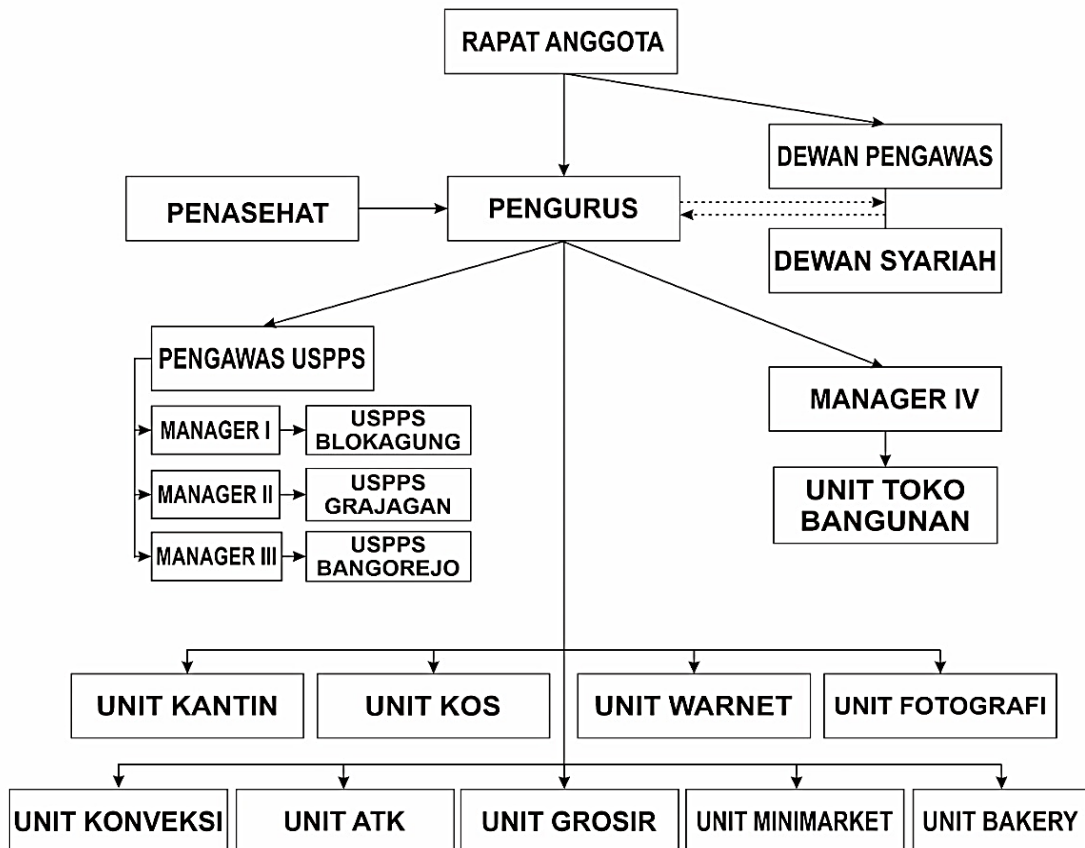 RAPAT ANGGOTA
DEWAN PENGAWAS
PENASEHAT
PENGURUS
DEWAN SYARIAH
PENGAWAS USPPS
MANAGER IV
MANAGER I
USPPS
BLOKAGUNG
MANAGER II
USPPS
GRAJAGAN
UNIT TOKO
BANGUNAN
MANAGER III
USPPS
BANGOREJO
UNIT KANTIN
UNIT KOS
UNIT WARNET
UNIT FOTOGRAFI
UNIT KONVEKSI
UNIT ATK
UNIT GROSIR
UNIT MINIMARKET
UNIT BAKERY